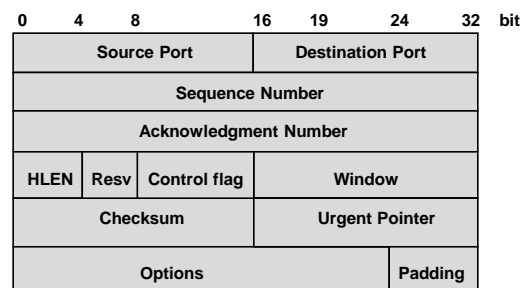 0 4 8 16 19 24 32 bit
Source Port Destination Port
Sequence Number
Acknowledgment Number
HLEN Resv Control flag Window
Checksum Urgent Pointer
Options Padding